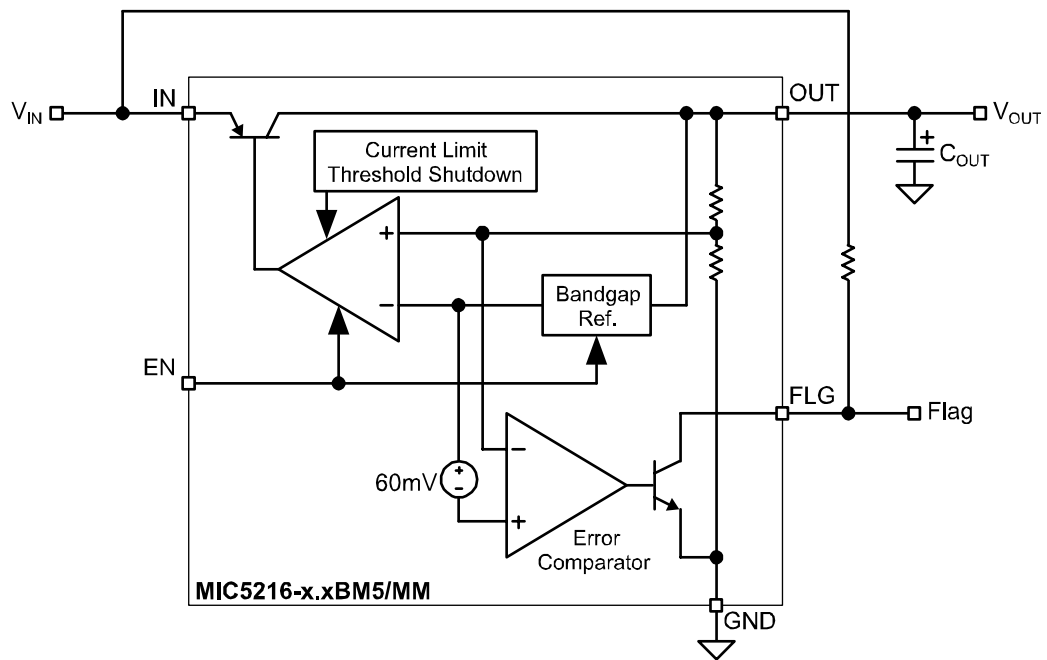 IN
OUT
VIN
VOUT
Current Limit
Threshold Shutdown
+
COUT
+
−
Bandgap
Ref.
EN
FLG
Flag
−
60mV
+
−
+
Error
Comparator
MIC5216-x.xBM5/MM
GND